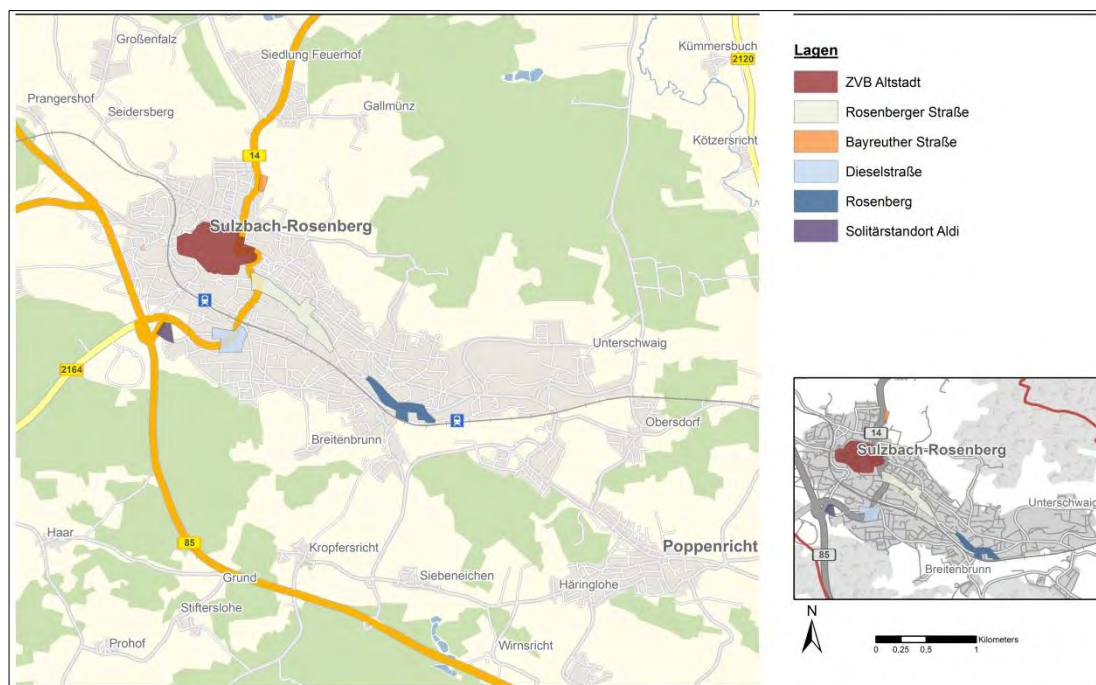 Großenfalz
Siedlung Feuerhof
Kümmersbuch
2120
Prangershof
Seidersberg
Gallmünz
Kötzersricht
14
Sulzbach-Rosenberg
Unterschwaig
2164
Obersdorf
Breitenbrunn
Haar
85
Kropfersricht
Poppenricht
Grund
Siebeneichen
Häringlohe
Stifterslohe
Prohof
Wirnsricht
Lagen
ZVB Altstadt
Rosenberger Straße
Bayreuther Straße
Dieselstraße
Rosenberg
Solitärstandort Aldi
14
Sulzbach-Rosenberg
Unterschwaig
85
Breitenbrunn
N
Kilometers
0 0,25 0,5 1